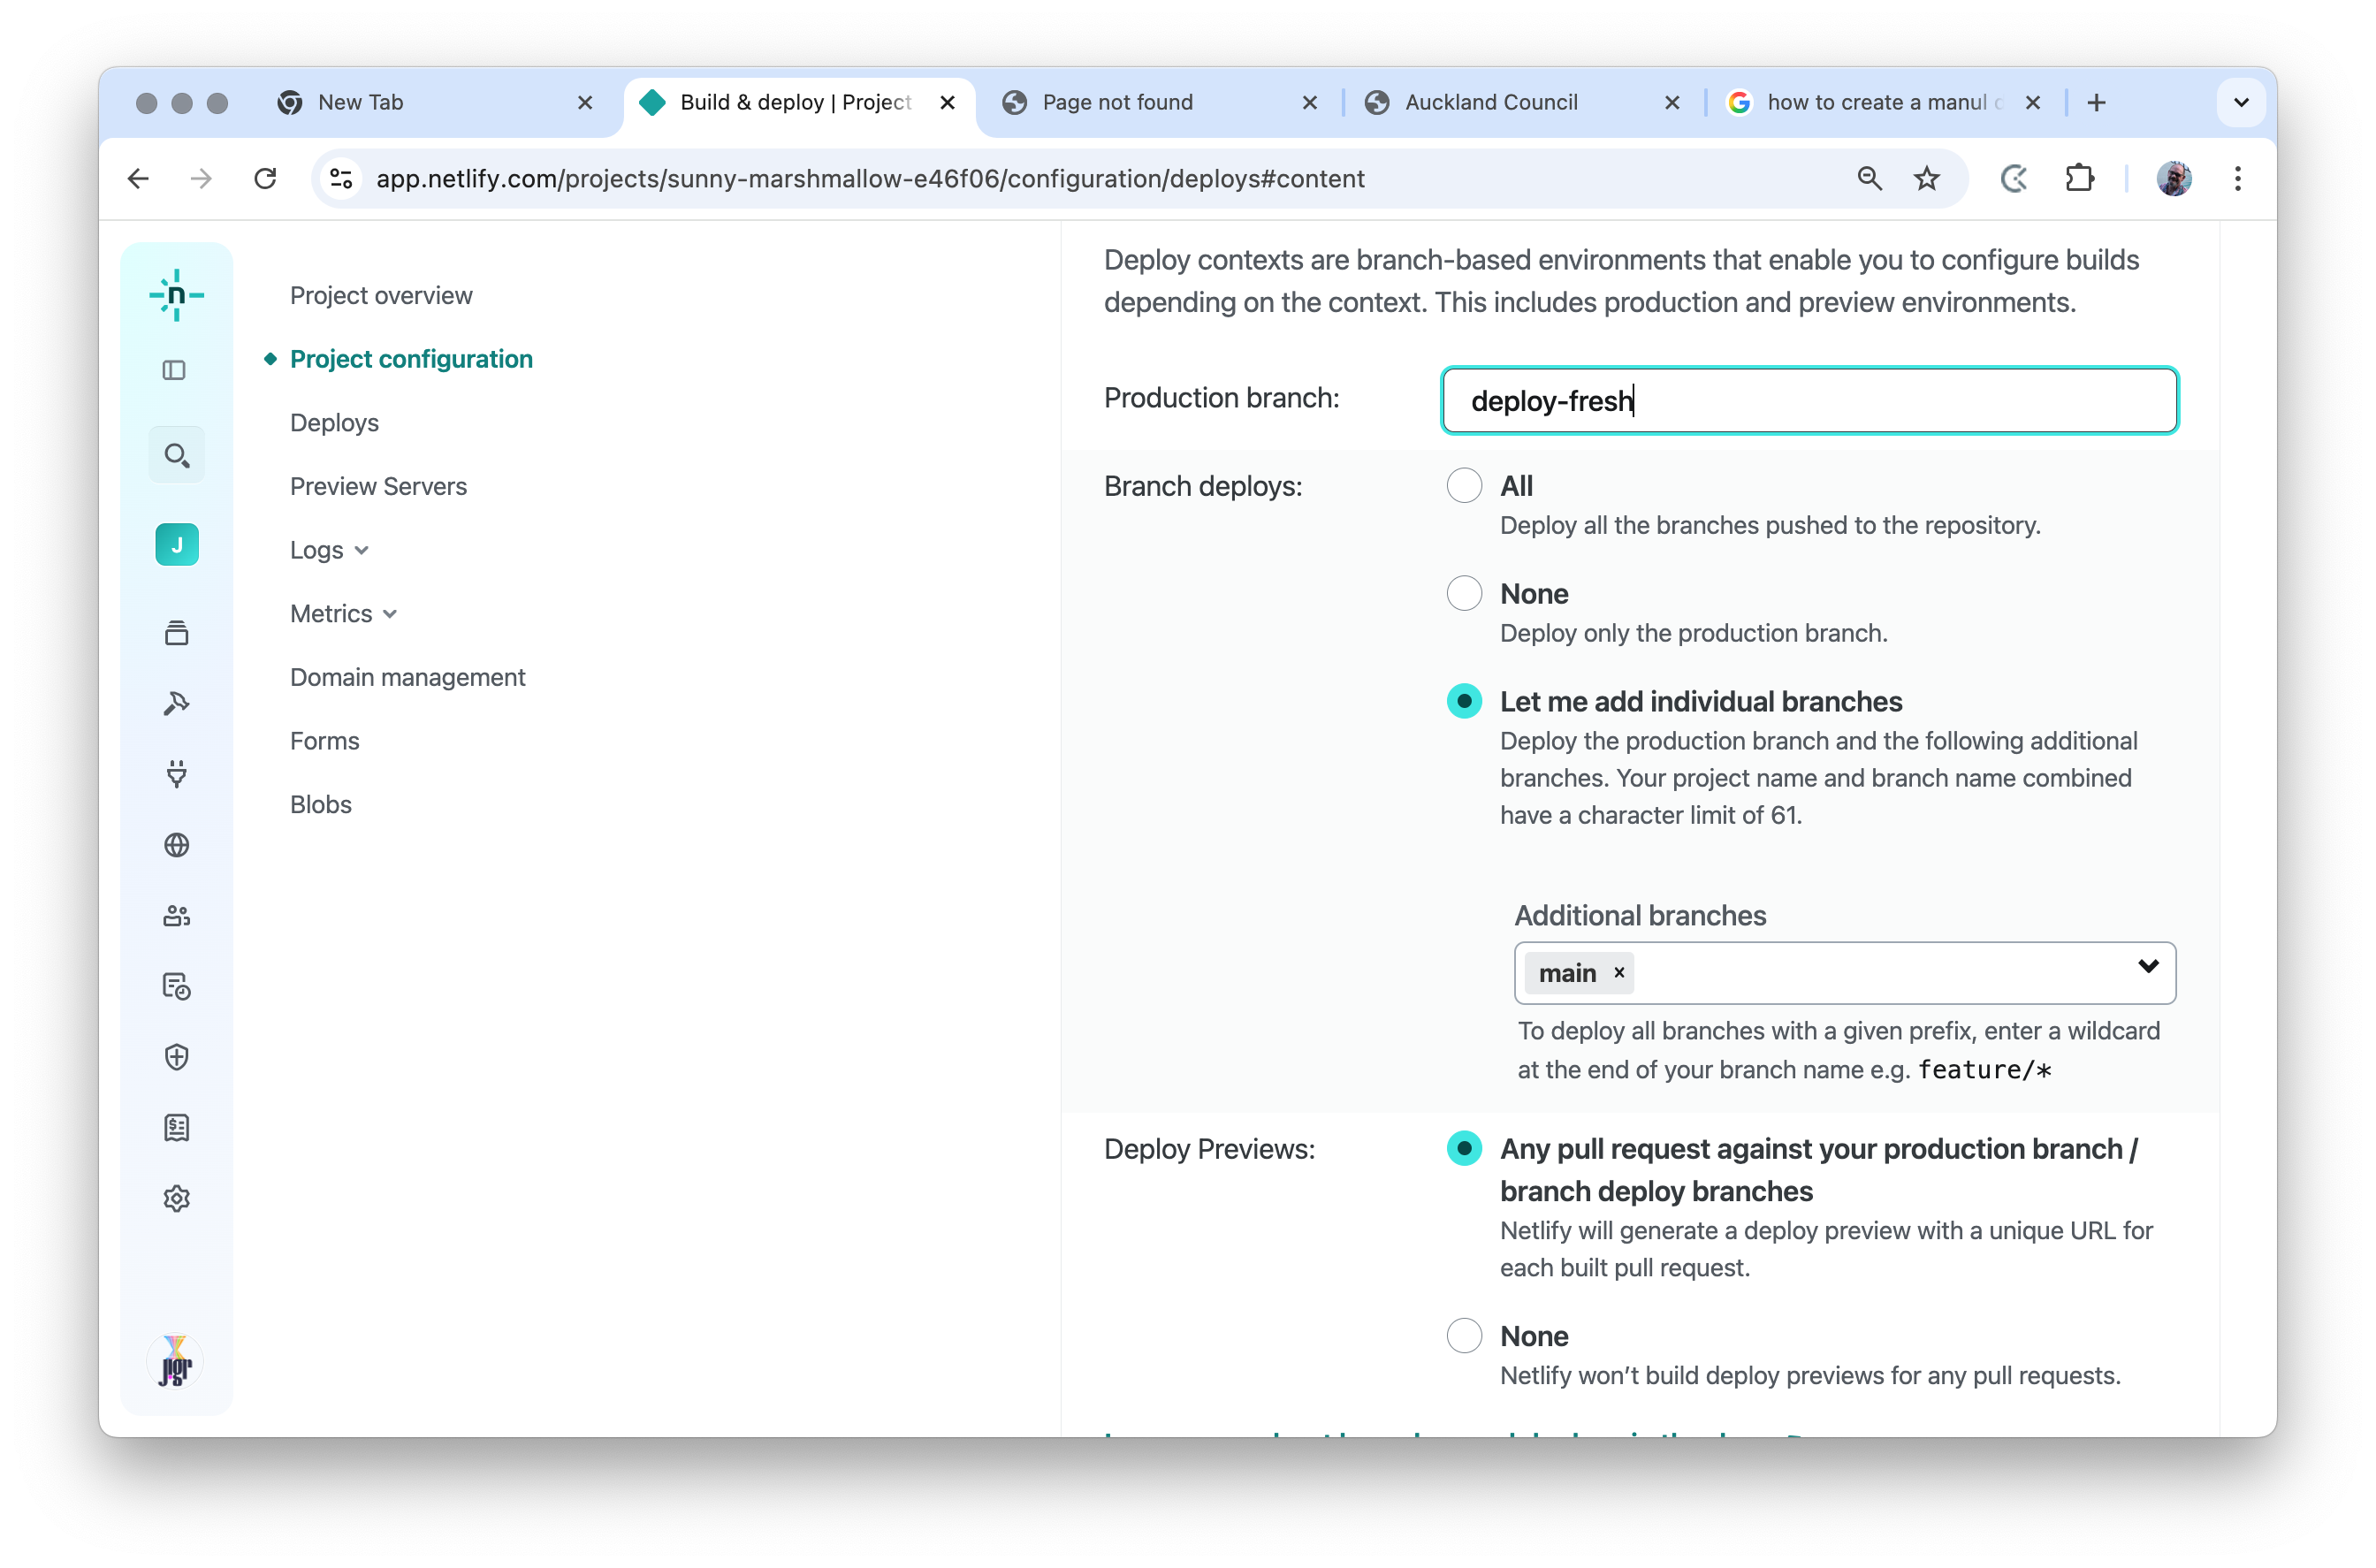 New Tab
Build & deploy | Project
Page not found
Auckland Council
how to create a manul
app.netlify.com/projects/sunny-marshmallow-e46f06/configuration/deploys#content
n
J
jigr
Project overview
Project configuration
Deploys
Preview Servers
Logs
Metrics
Domain management
Forms
Blobs
Deploy contexts are branch-based environments that enable you to configure builds
depending on the context. This includes production and preview environments.
Production branch:
deploy-fresh
Branch deploys:
All
Deploy all the branches pushed to the repository.
None
Deploy only the production branch.
Let me add individual branches
Deploy the production branch and the following additional
branches. Your project name and branch name combined
have a character limit of 61.
Additional branches
main ×
To deploy all branches with a given prefix, enter a wildcard
at the end of your branch name e.g. feature/*
Deploy Previews:
Any pull request against your production branch /
branch deploy branches
Netlify will generate a deploy preview with a unique URL for
each built pull request.
None
Netlify won’t build deploy previews for any pull requests.